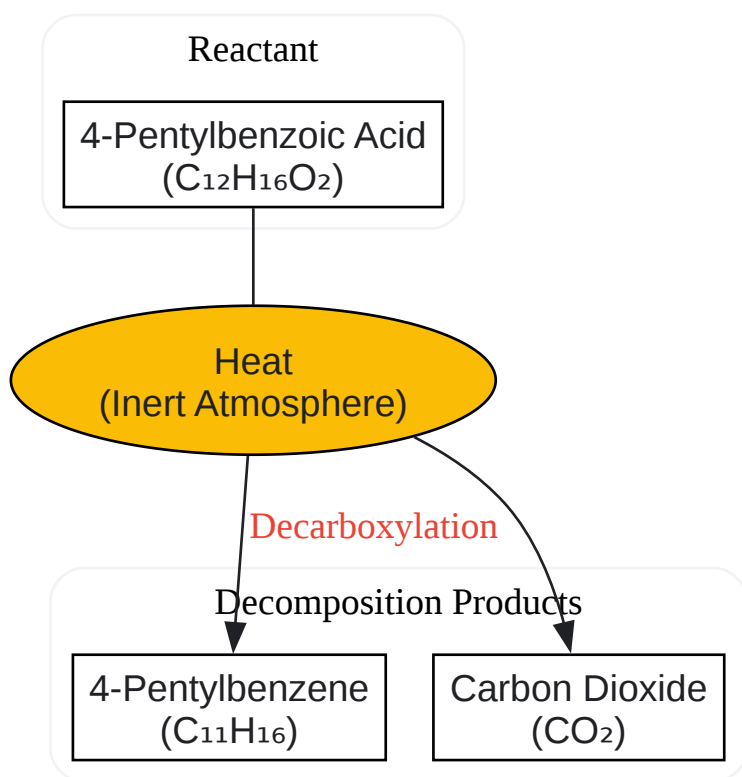 Reactant
4-Pentylbenzoic Acid
(C₁₂H₁₆O₂)
Heat
(Inert Atmosphere)
Decarboxylation
Decomposition Products
4-Pentylbenzene
(C₁₁H₁₆)
Carbon Dioxide
(CO₂)